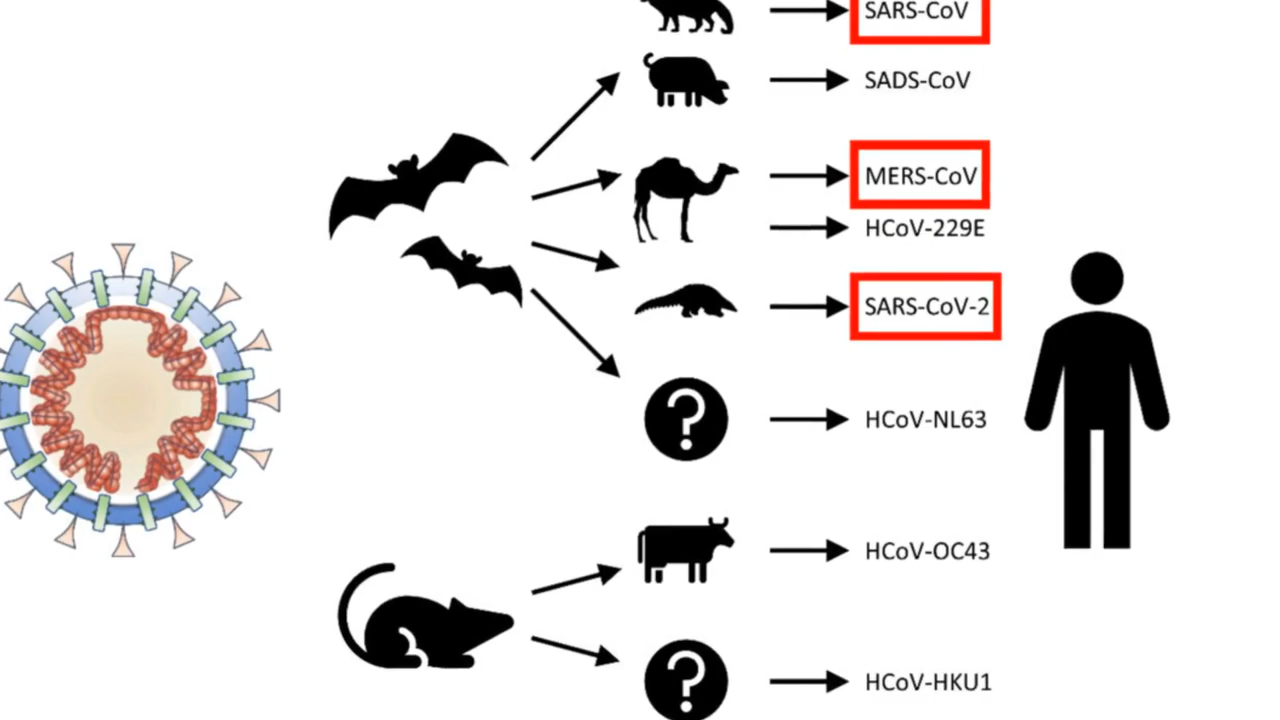 SARS-CoV
SADS-CoV
MERS-CoV
HCoV-229E
SARS-CoV-2
?
HCoV-NL63
HCoV-OC43
?
HCoV-HKU1